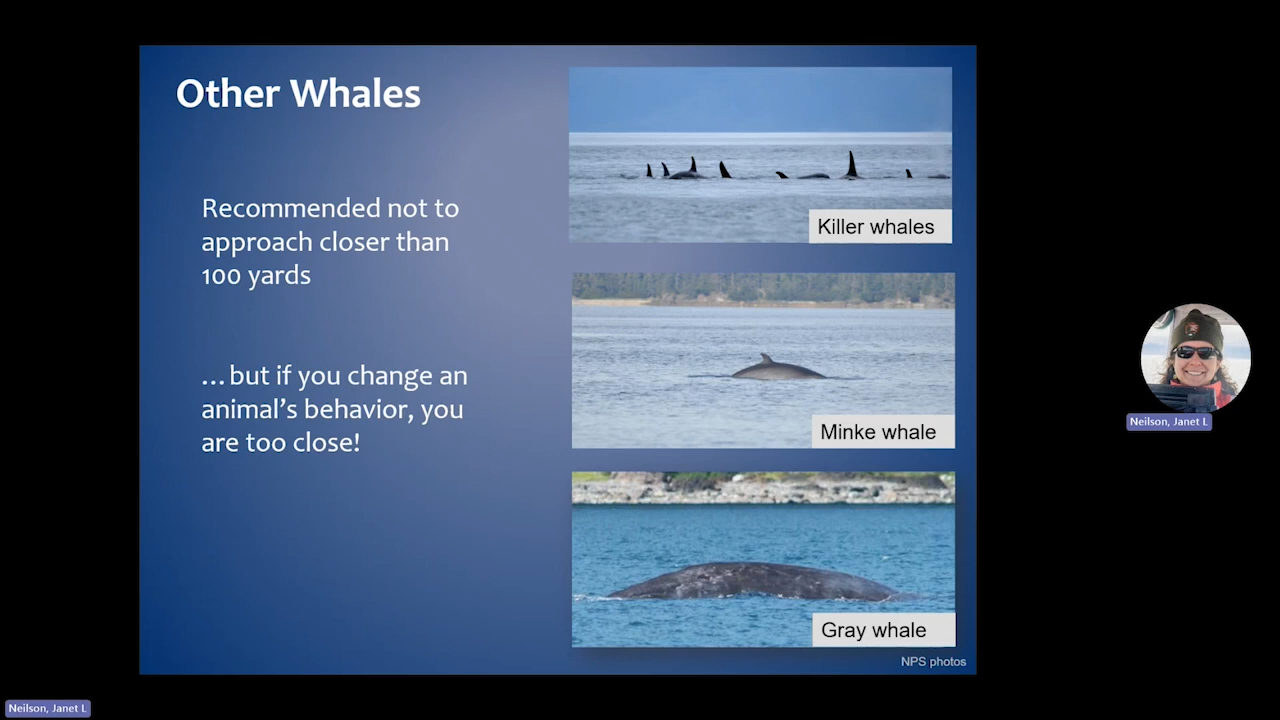 Other Whales
Recommended not to
approach closer than
100 yards
…but if you change an
animal’s behavior, you
are too close!
Killer whales
Minke whale
Gray whale
NPS photos
Neilson, Janet L
Neilson, Janet L